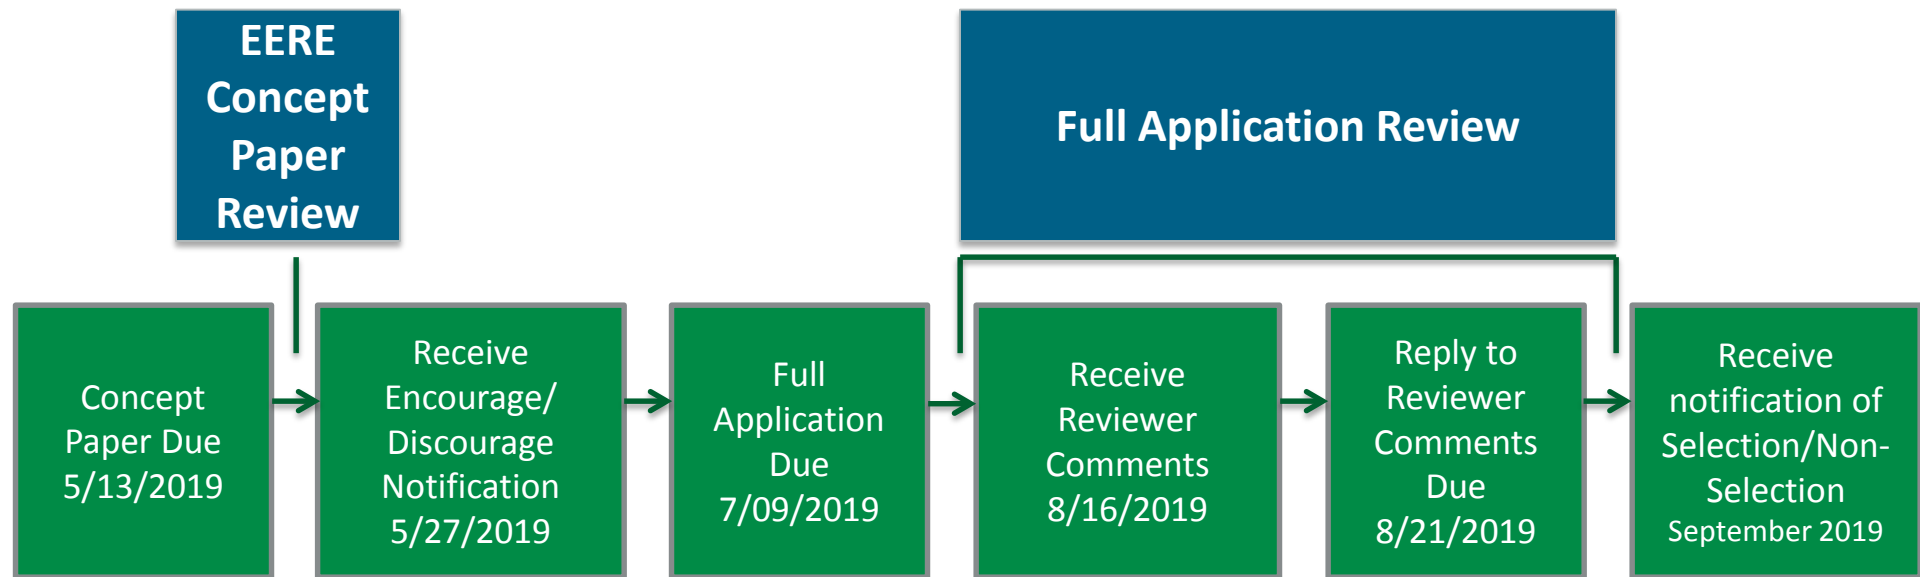 EERE
Concept
Paper
Review
Full Application Review
Concept
Paper Due
5/13/2019
Receive
Encourage/
Discourage
Notification
5/27/2019
Full
Application
Due
7/09/2019
Receive
Reviewer
Comments
8/16/2019
Reply to
Reviewer
Comments
Due
8/21/2019
Receive
notification of
Selection/Non-
Selection
September 2019